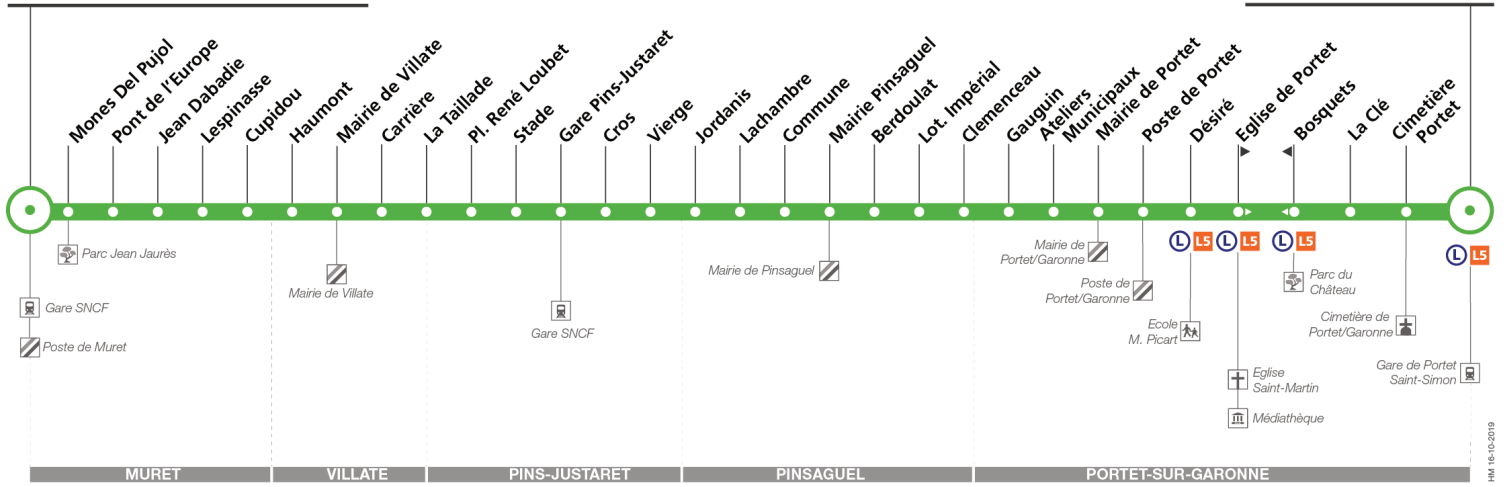 Mones Del Pujol
Pont de l'Europe
Jean Dabadie
Lespinasse
Cupidou
Haumont
Mairie de Villate
Carrière
La Taillade
Pl. René Loubet
Stade
Gare Pins-Justaret
Cros
Vierge
Jordanis
Lachambre
Commune
Mairie Pinsaguel
Berdoulat
Lot. Impérial
Clemenceau
Gauguin
Ateliers
Municipaux
Mairie de Portet
Poste de Portet
Désiré
Eglise de Portet
Bosquets
La Clé
Cimetière
Portet
L L5
L L5
L L5
L L5
Parc Jean Jaurès
Gare SNCF
Poste de Muret
Mairie de Villate
Gare SNCF
Mairie de Pinsaguel
Mairie de
Portet/Garonne
Poste de
Portet/Garonne
Ecole
M. Picart
Eglise
Saint-Martin
Médiathèque
Parc du
Château
Cimetière de
Portet/Garonne
Gare de Portet
Saint-Simon
MURET
VILLATE
PINS-JUSTARET
PINSAGUEL
PORTET-SUR-GARONNE
HM 16-10-2019